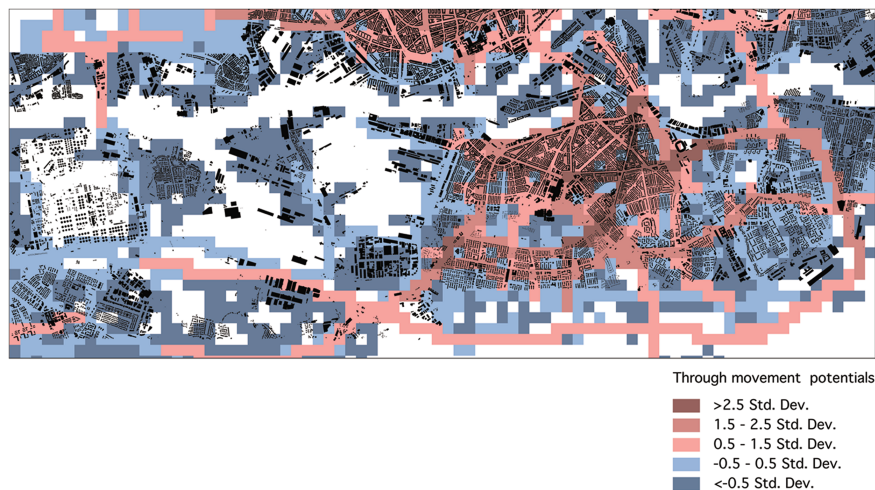 Through movement potentials
>2.5 Std. Dev.
1.5 - 2.5 Std. Dev.
0.5 - 1.5 Std. Dev.
-0.5 - 0.5 Std. Dev.
<-0.5 Std. Dev.